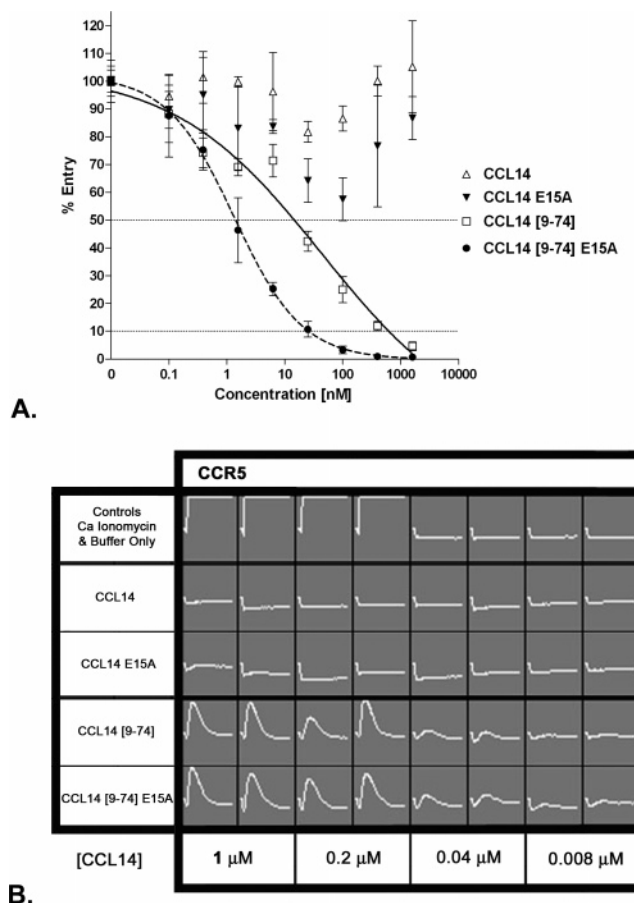 120
110
100
90
80
70
60
50
40
30
20
10
0
% Entry
0 0.1 1 10 100 1000 10000
Concentration [nM]
CCL14
CCL14 E15A
CCL14 [9-74]
CCL14 [9-74] E15A
A.
CCR5
Controls
Ca Ionomycin
& Buffer Only
CCL14
CCL14 E15A
CCL14 [9-74]
CCL14 [9-74] E15A
[CCL14] 1 µM 0.2 µM 0.04 µM 0.008 µM
B.